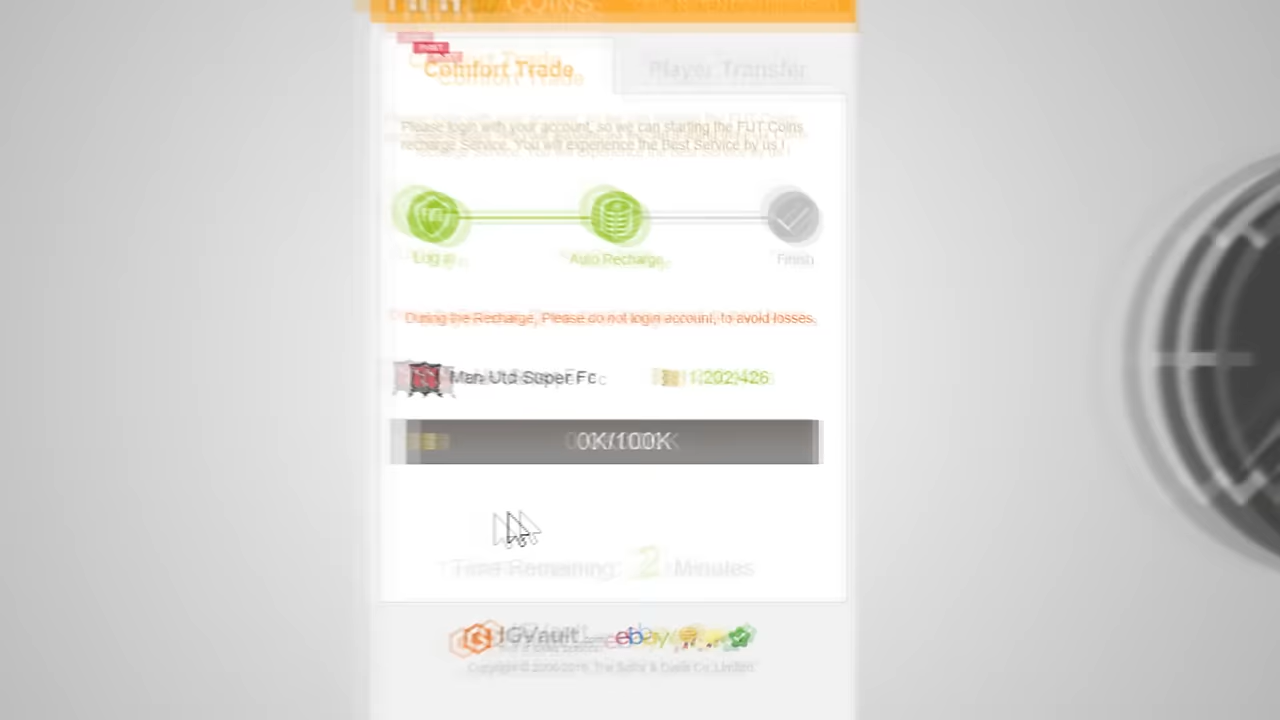 COINS
Comfort Trade
Player Transfer
Please login with your account, so we can starting the FUT Coins
recharge Service. You will experience the Best Service by us !
Log in
Auto Recharge
Finish
During the Recharge, Please do not login account, to avoid losses.
Man Utd Super Fc
1,202,426
0K/100K
Time Remaining: 2 Minutes
IGVault
ebay